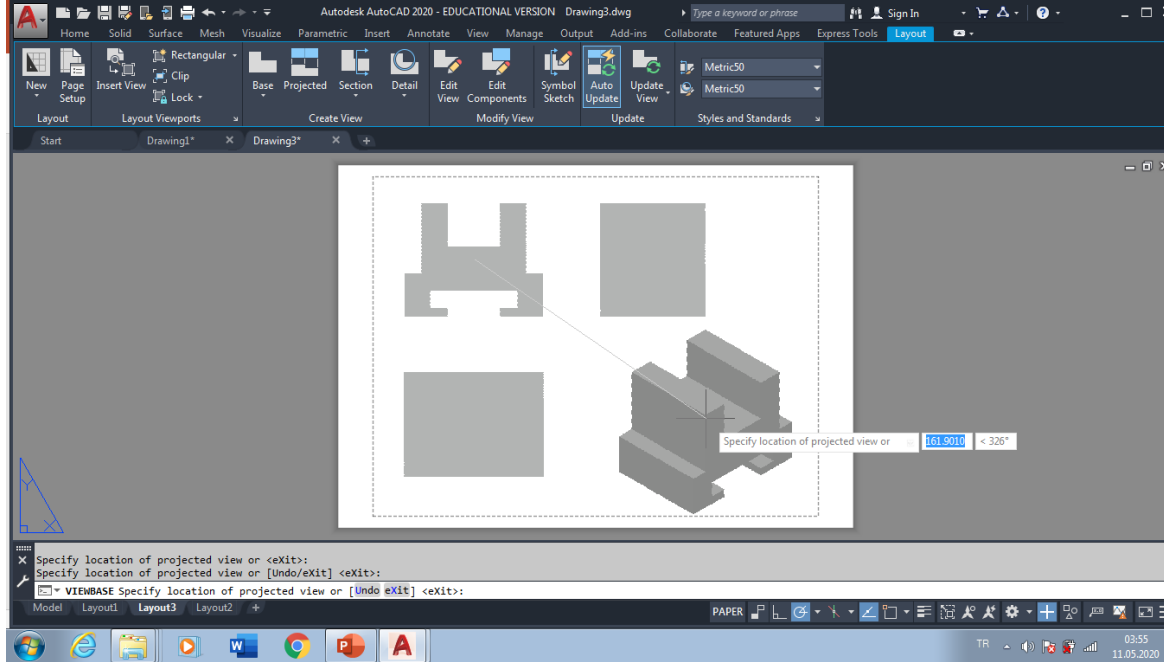 Autodesk AutoCAD 2020 - EDUCATIONAL VERSION Drawing3.dwg Type a keyword or phrase Sign In
Home Solid Surface Mesh Visualize Parametric Insert Annotate View Manage Output Add-ins Collaborate Featured Apps Express Tools Layout
New
Page
Setup
Insert View
Rectangular
Clip
Lock
Base
Projected
Section
Detail
Edit
View
Edit
Components
Symbol
Sketch
Auto
Update
Update
View
Metric50
Metric50
Layout
Layout Viewports
Create View
Modify View
Update
Styles and Standards
Start
Drawing1*
Drawing3*
Specify location of projected view or 161.9010 < 326°
Y
X
Specify location of projected view or <eXit>:
Specify location of projected view or [Undo/eXit] <eXit>:
VIEWBASE Specify location of projected view or [Undo eXit] <eXit>:
Model Layout1 Layout3 Layout2 +
PAPER
TR
03:55
11.05.2020